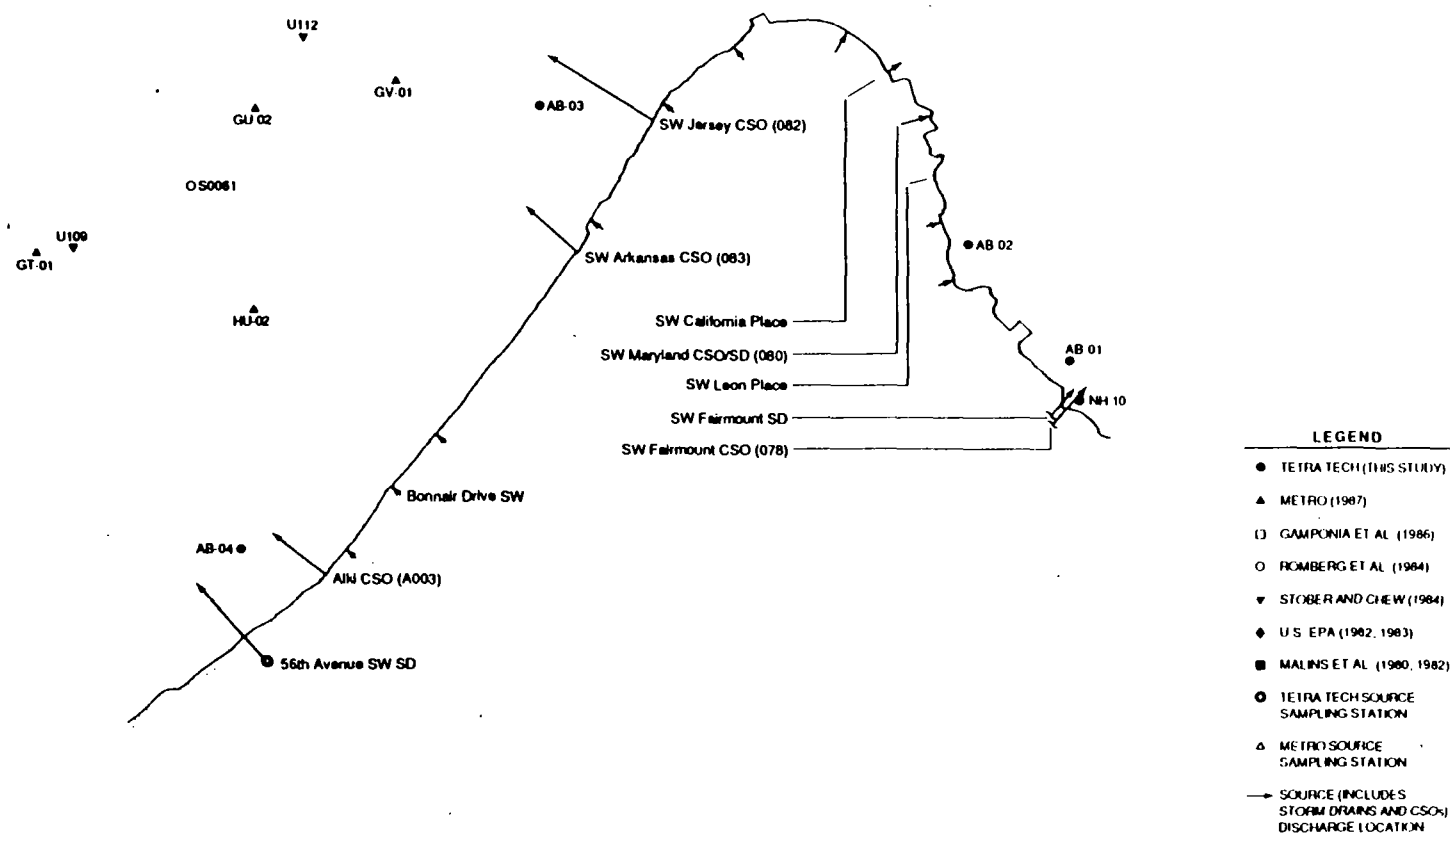 U112
GV-01
GU 02
AB-03
SW Jersey CSO (082)
OS0061
U109
GT-01
AB 02
SW Arkansas CSO (083)
HU-02
SW California Place
SW Maryland CSO/SD (080)
AB 01
SW Leon Place
NH 10
SW Fairmount SD
SW Fairmount CSO (078)
Bonnair Drive SW
AB-04
Alki CSO (A003)
56th Avenue SW SD
LEGEND
TETRA TECH (THIS STUDY)
METRO (1987)
GAMPONIA ET AL (1986)
ROMBERG ET AL (1984)
STOBER AND CHEW (1984)
U S EPA (1982, 1983)
MALINS ET AL (1980, 1982)
TETRA TECH SOURCE
SAMPLING STATION
METRO SOURCE
SAMPLING STATION
SOURCE (INCLUDES
STORM DRAINS AND CSOs)
DISCHARGE LOCATION